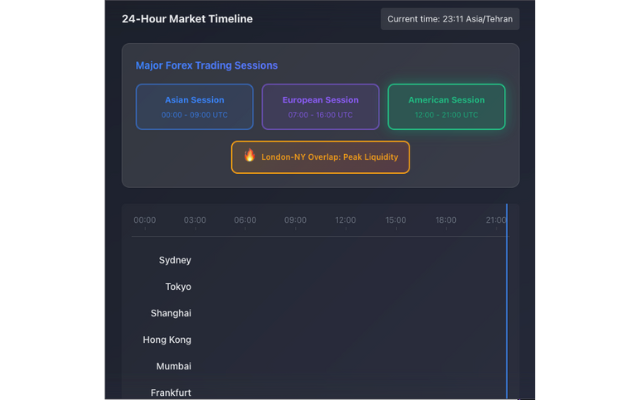 24-Hour Market Timeline
Current time: 23:11 Asia/Tehran
Major Forex Trading Sessions
Asian Session
00:00 - 09:00 UTC
European Session
07:00 - 16:00 UTC
American Session
12:00 - 21:00 UTC
🔥 London-NY Overlap: Peak Liquidity
00:00 03:00 06:00 09:00 12:00 15:00 18:00 21:00
Sydney
Tokyo
Shanghai
Hong Kong
Mumbai
Frankfurt